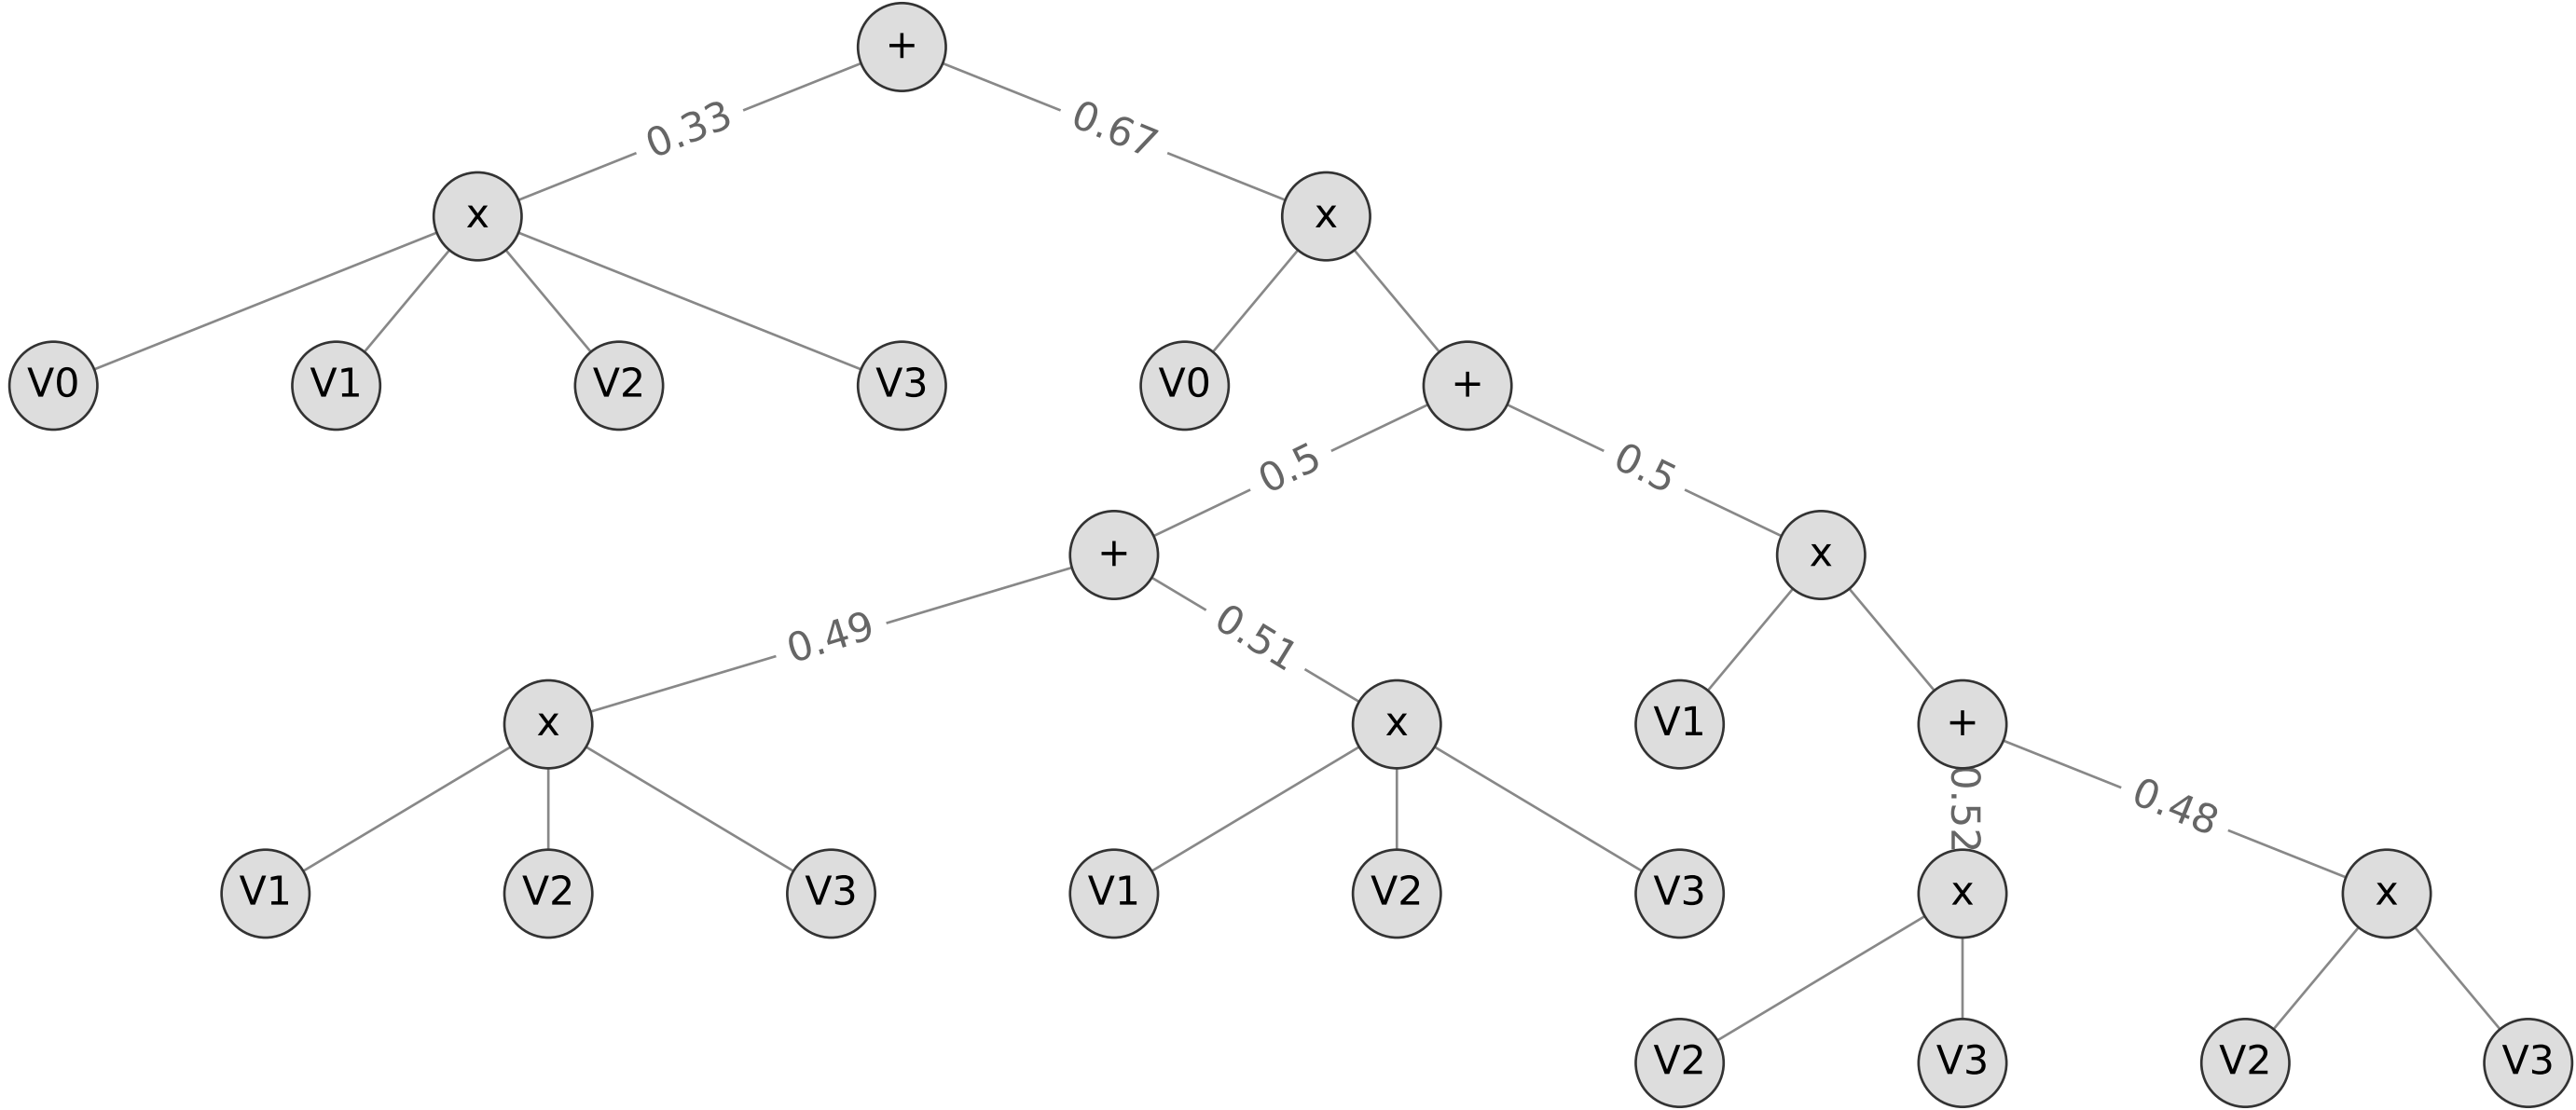 +
0.33 0.67
x x
V0 V1 V2 V3 V0 +
0.5 0.5
+ x
0.49 0.51
x x V1 +
0.52 0.48
V1 V2 V3 V1 V2 V3 x x
V2 V3 V2 V3